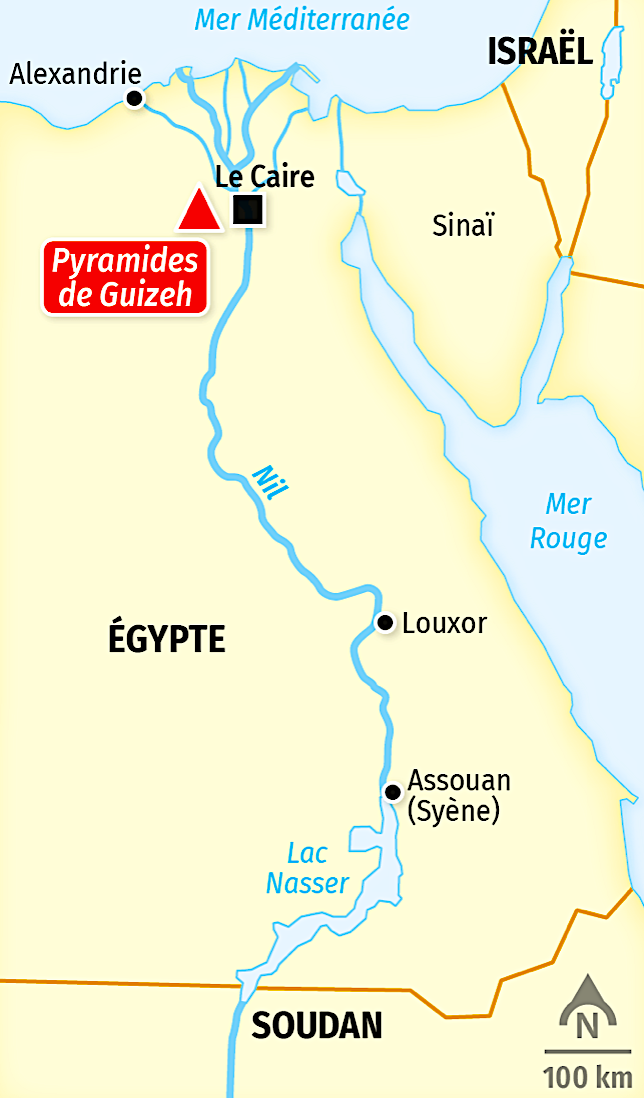 Mer Méditerranée
ISRAËL
Alexandrie
Le Caire
Sinaï
Pyramides
de Guizeh
Nil
Mer
Rouge
ÉGYPTE
Louxor
Assouan
(Syène)
Lac
Nasser
SOUDAN
N
100 km